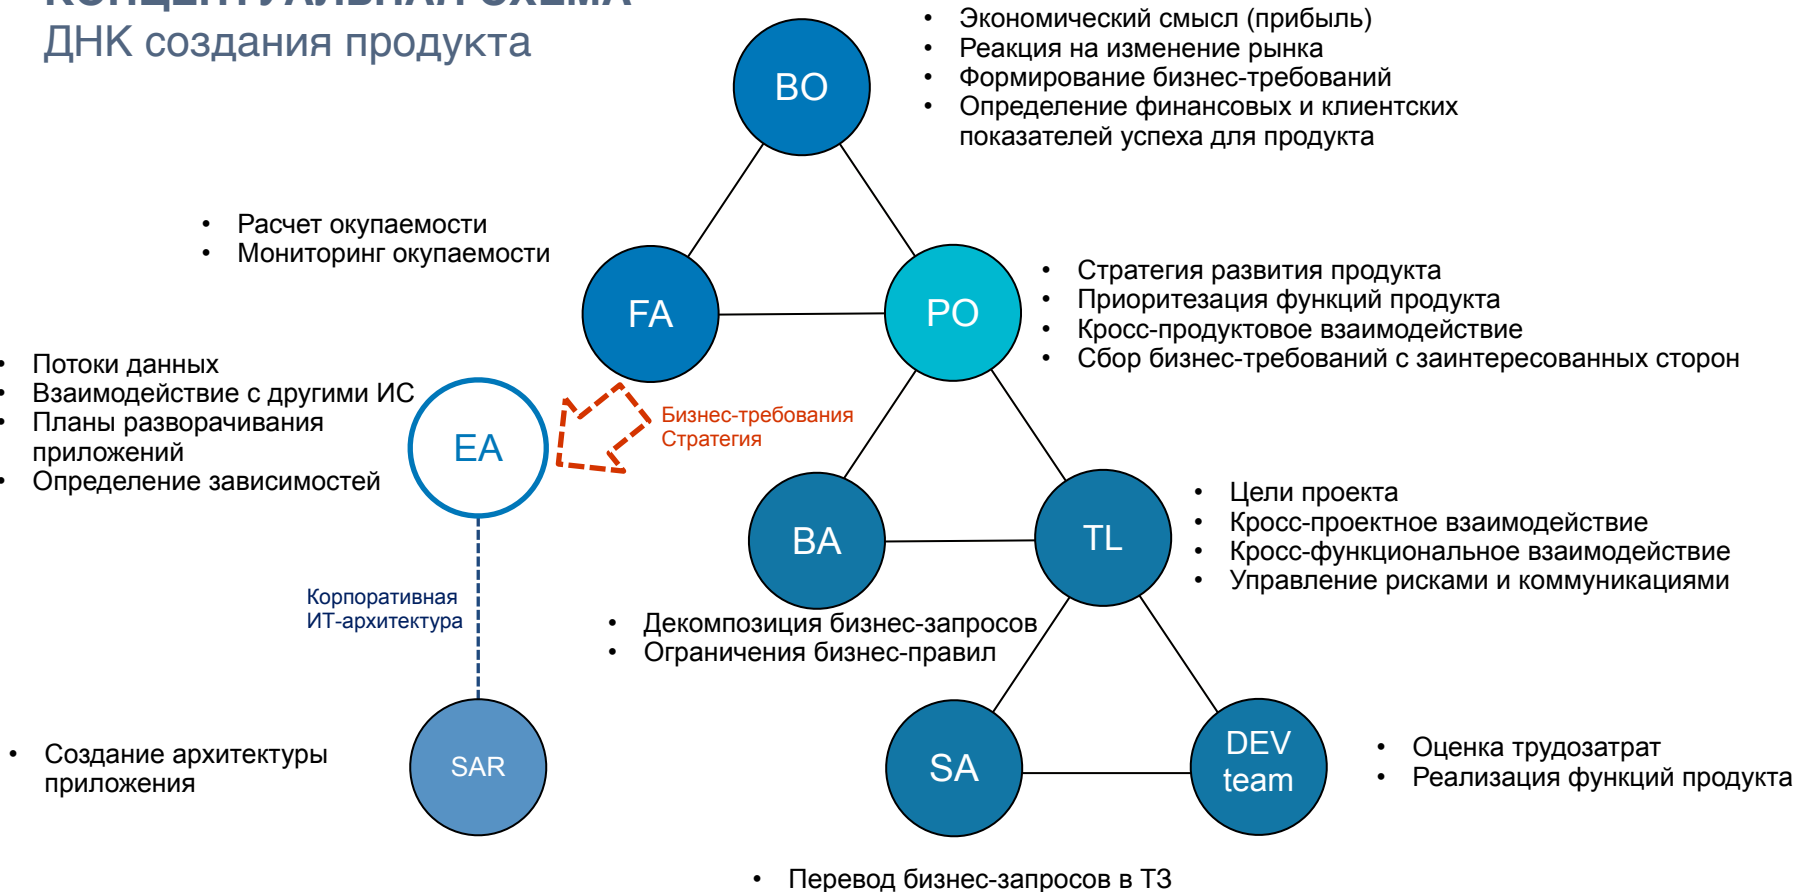 КОНЦЕПТУАЛЬНАЯ СХЕМА
ДНК создания продукта
BO
• Экономический смысл (прибыль)
• Реакция на изменение рынка
• Формирование бизнес-требований
• Определение финансовых и клиентских
показателей успеха для продукта
• Расчет окупаемости
• Мониторинг окупаемости
FA
PO
• Стратегия развития продукта
• Приоритезация функций продукта
• Кросс-продуктовое взаимодействие
• Сбор бизнес-требований с заинтересованных сторон
• Потоки данных
• Взаимодействие с другими ИС
• Планы разворачивания
приложений
• Определение зависимостей
EA
Бизнес-требования
Стратегия
BA
TL
• Цели проекта
• Кросс-проектное взаимодействие
• Кросс-функциональное взаимодействие
• Управление рисками и коммуникациями
Корпоративная
ИТ-архитектура
• Декомпозиция бизнес-запросов
• Ограничения бизнес-правил
• Создание архитектуры
приложения
SAR
SA
DEV
team
• Оценка трудозатрат
• Реализация функций продукта
• Перевод бизнес-запросов в ТЗ